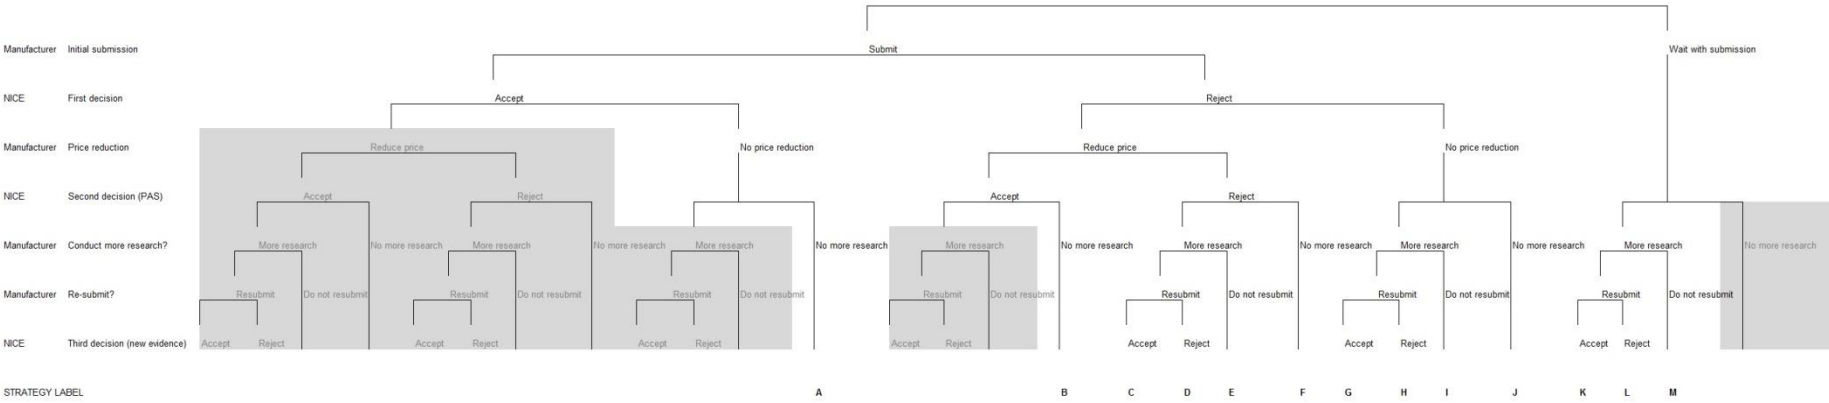 Manufacturer Initial submission Submit Wait with submission
NICE First decision Accept Reject
Manufacturer Price reduction Reduce price No price reduction Reduce price No price reduction
NICE Second decision (PAS) Accept Reject Accept Reject
Manufacturer Conduct more research? More research No more research More research No more research More research No more research More research No more research More research No more research More research No more research More research No more research
Manufacturer Re-submit? Resubmit Do not resubmit Resubmit Do not resubmit Resubmit Do not resubmit Resubmit Do not resubmit Resubmit Do not resubmit Resubmit Do not resubmit Resubmit Do not resubmit
NICE Third decision (new evidence) Accept Reject Accept Reject Accept Reject Accept Reject Accept Reject Accept Reject Accept Reject
STRATEGY LABEL A B C D E F G H I J K L M